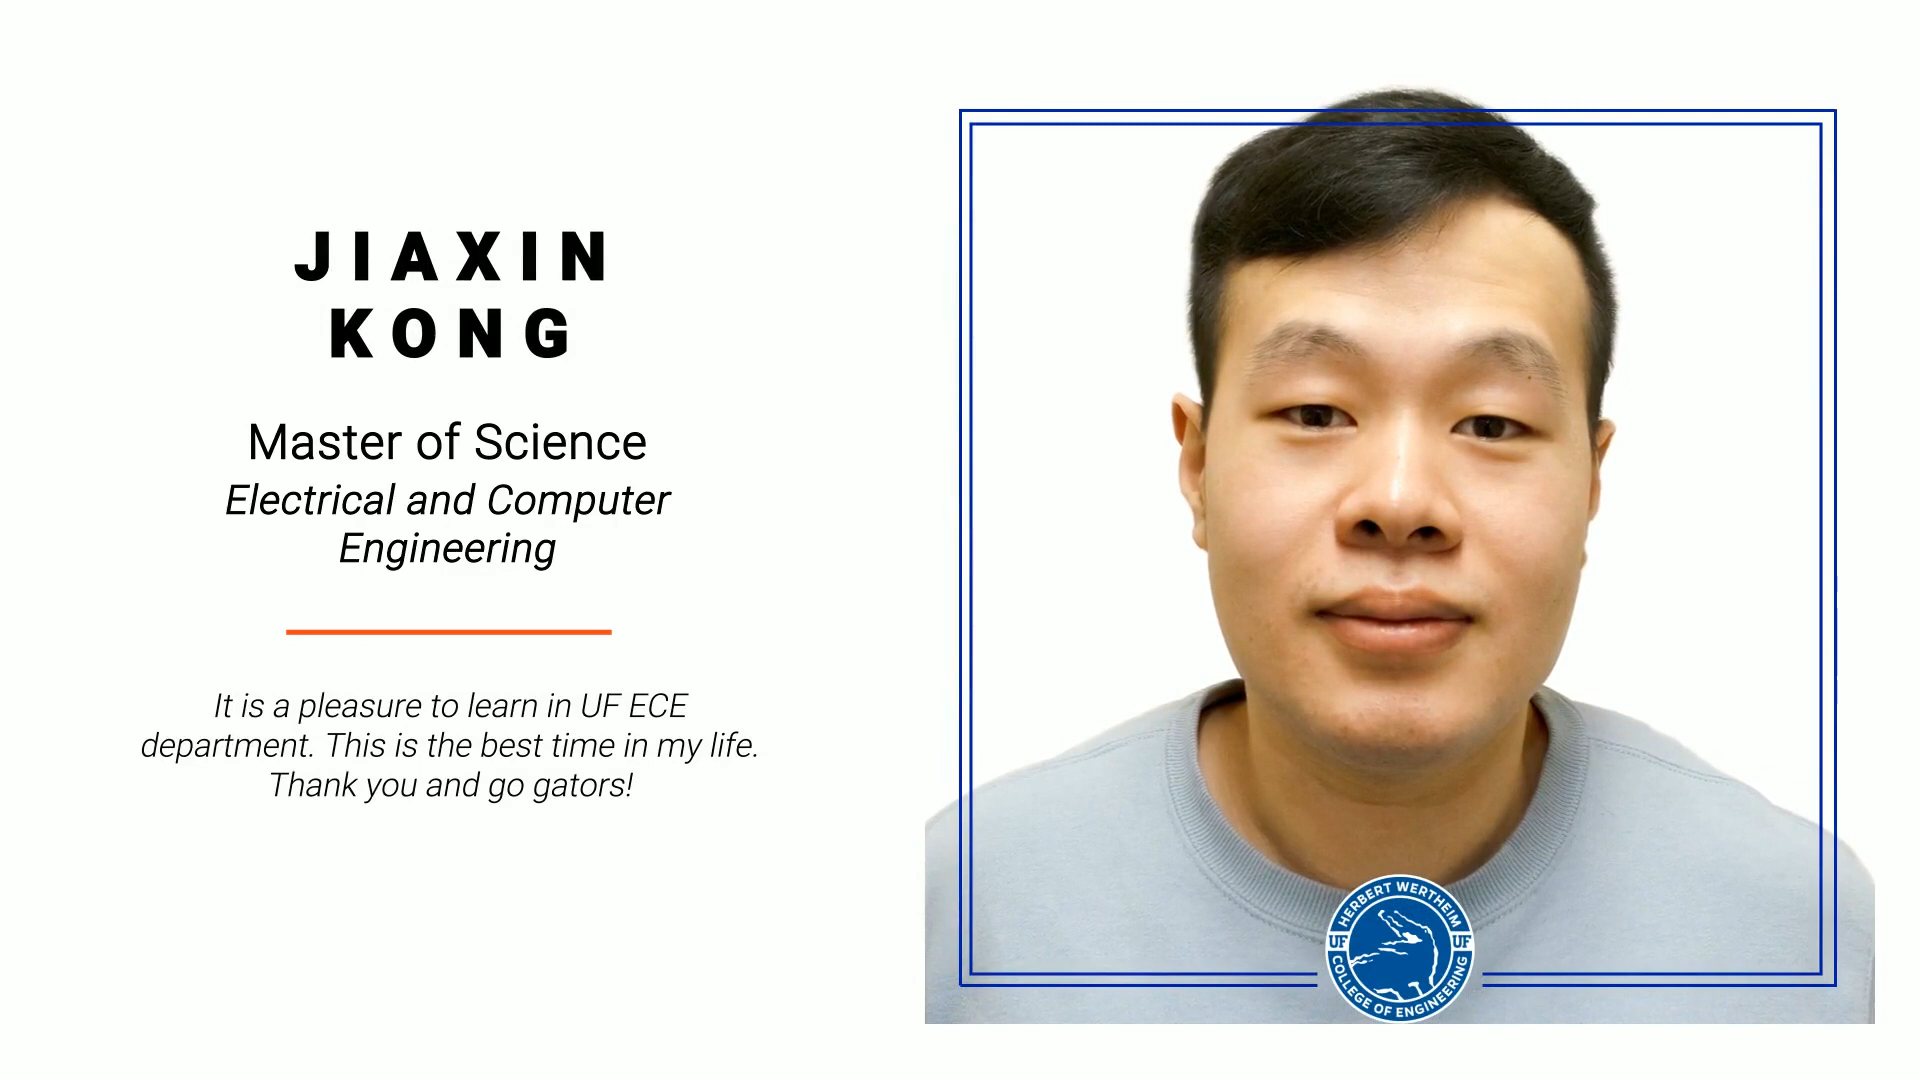 JIAXIN
KONG
Master of Science
Electrical and Computer
Engineering
It is a pleasure to learn in UF ECE
department. This is the best time in my life.
Thank you and go gators!
HERBERT WERTHEIM
UF UF
COLLEGE OF ENGINEERING